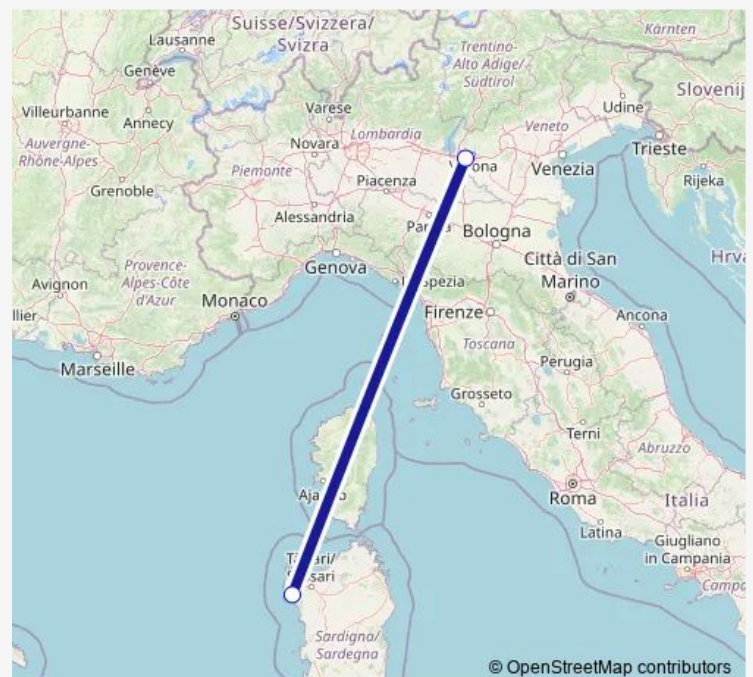 Suisse/Svizzera/
Svizra
Lausanne
Genève
Trentino-
Alto Adige/
Südtirol
Kärnten
Slovenij
Villeurbanne
Annecy
Varese
Udine
Auvergne-
Rhône-Alpes
Novara
Lombardia
Veneto
Trieste
Grenoble
Piemonte
Piacenza
Venezia
Rijeka
Alessandria
Bologna
Genova
Città di San
Marino
Hrva
Provence-
Alpes-Côte
d'Azur
Avignon
Monaco
llier
Firenze
Ancona
Marseille
Toscana
Perugia
Grosseto
Terni
Abruzzo
Roma
Italia
Latina
Giugliano
in Campania
Campa
Sardigna/
Sardegna
© OpenStreetMap contributors